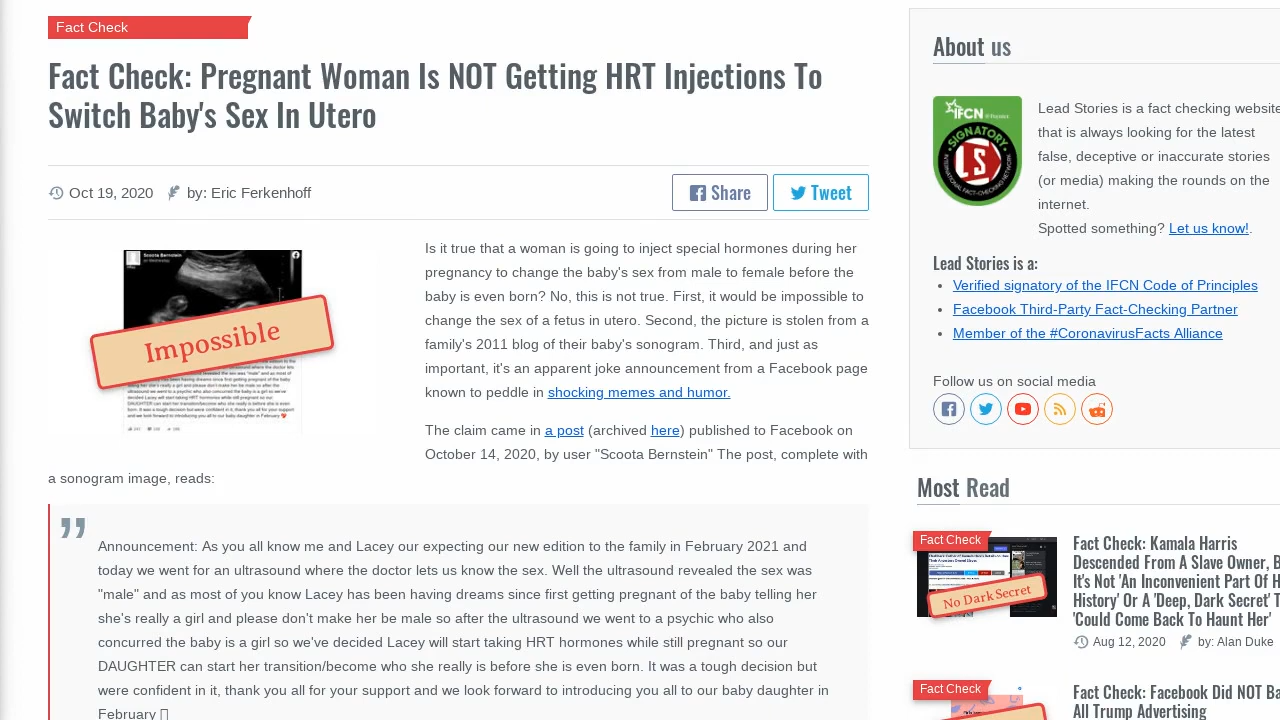 Fact Check
Fact Check: Pregnant Woman Is NOT Getting HRT Injections To
Switch Baby's Sex In Utero
Oct 19, 2020 by: Eric Ferkenhoff
Share
Tweet
Scoota Bernstein
Impossible
Is it true that a woman is going to inject special hormones during her
pregnancy to change the baby's sex from male to female before the
baby is even born? No, this is not true. First, it would be impossible to
change the sex of a fetus in utero. Second, the picture is stolen from a
family's 2011 blog of their baby's sonogram. Third, and just as
important, it's an apparent joke announcement from a Facebook page
known to peddle in shocking memes and humor.
The claim came in a post (archived here) published to Facebook on
October 14, 2020, by user "Scoota Bernstein" The post, complete with
a sonogram image, reads:
Announcement: As you all know me and Lacey our expecting our new edition to the family in February 2021 and
today we went for an ultrasound where the doctor lets us know the sex. Well the ultrasound revealed the sex was
"male" and as most of you know Lacey has been having dreams since first getting pregnant of the baby telling her
she's really a girl and please don't make her be male so after the ultrasound we went to a psychic who also
concurred the baby is a girl so we've decided Lacey will start taking HRT hormones while still pregnant so our
DAUGHTER can start her transition/become who she really is before she is even born. It was a tough decision but
were confident in it, thank you all for your support and we look forward to introducing you all to our baby daughter in
February
About us
IFCN
SIGNATORY
LS
INTERNATIONAL FACT-CHECKING NETWORK
Lead Stories is a fact checking website
that is always looking for the latest
false, deceptive or inaccurate stories
(or media) making the rounds on the
internet.
Spotted something? Let us know!.
Lead Stories is a:
Verified signatory of the IFCN Code of Principles
Facebook Third-Party Fact-Checking Partner
Member of the #CoronavirusFacts Alliance
Follow us on social media
Most Read
Fact Check
No Dark Secret
Fact Check: Kamala Harris
Descended From A Slave Owner, B
It's Not 'An Inconvenient Part Of H
History' Or A 'Deep, Dark Secret' T
'Could Come Back To Haunt Her'
Aug 12, 2020 by: Alan Duke
Fact Check
Fact Check: Facebook Did NOT Ba
All Trump Advertising